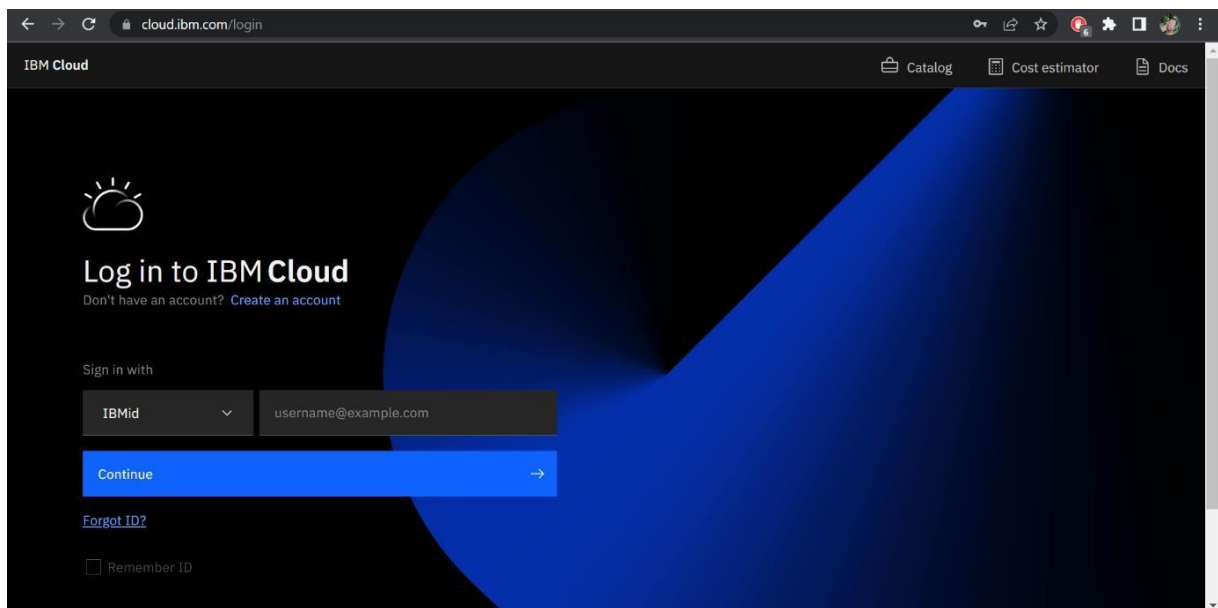 cloud.ibm.com/login
6
IBM Cloud
Catalog
Cost estimator
Docs
Log in to IBM Cloud
Don't have an account? Create an account
Sign in with
IBMid
username@example.com
Continue
Forgot ID?
Remember ID